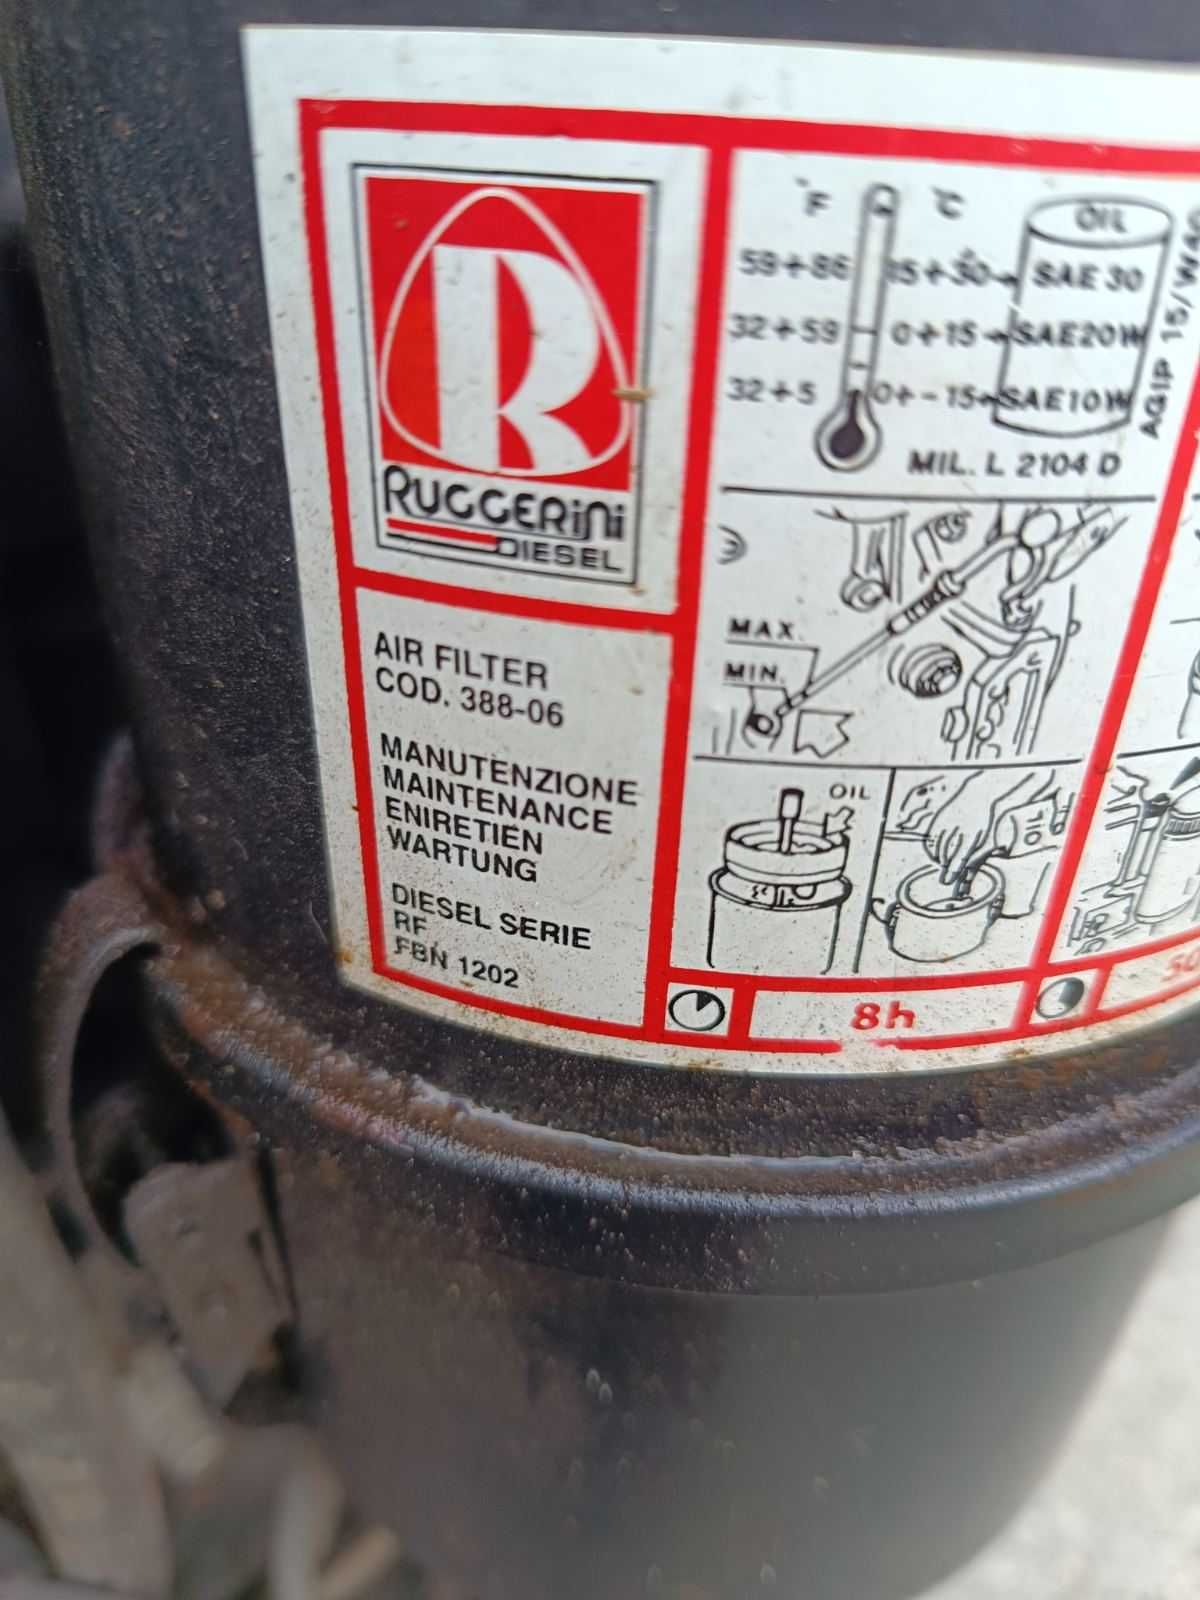 RUGGERiNi
DIESEL
AIR FILTER
COD. 388-06
MANUTENZIONE
MAINTENANCE
ENIRETIEN
WARTUNG
DIESEL SERIE
RF
FBN 1202
°F °C OIL
59÷86 15÷30 SAE 30
32÷59 0÷15 SAE20W
32÷5 0÷-15 SAE10W
AGIP 15/W40
MIL. L 2104 D
MAX.
MIN.
OIL
OIL
8h